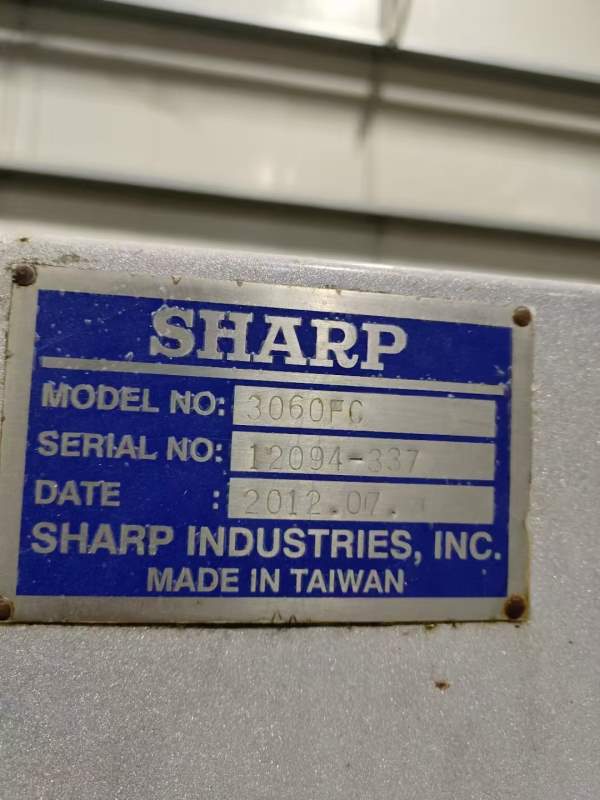 SHARP
MODEL NO: 3060FC
SERIAL NO: 12094-337
DATE : 2012.07.
SHARP INDUSTRIES, INC.
MADE IN TAIWAN